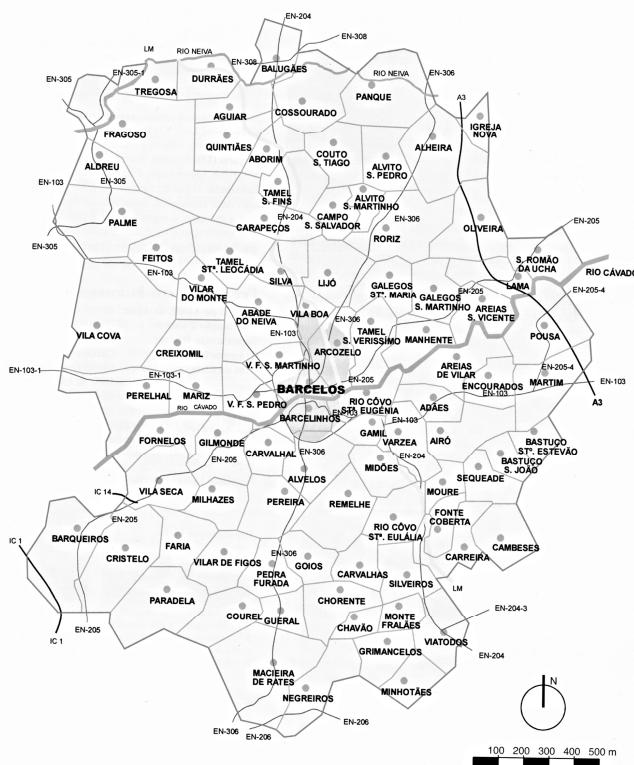 EN-204
EN-308
LM
RIO NEIVA
EN-308
BALUGÃES
EN-305
EN-305-1
DURRÃES
TREGOSA
RIO NEIVA
EN-306
PANQUE
A3
COSSOURADO
AGUIAR
IGREJA
NOVA
FRAGOSO
QUINTIÃES
ABORIM
COUTO
S. TIAGO
ALVITO
S. PEDRO
ALHEIRA
ALDREU
EN-103
EN-305
TAMEL
S. FINS
ALVITO
S. MARTINHO
PALME
CARAPEÇOS
EN-204
CAMPO
S. SALVADOR
EN-306
RORIZ
OLIVEIRA
EN-205
EN-305
FEITOS
TAMEL
STª. LEOCÁDIA
S. ROMÃO
DA UCHA
RIO CÁVADO
EN-103
VILAR
DO MONTE
SILVA
LIJÓ
GALEGOS
STª. MARIA
GALEGOS
S. MARTINHO
EN-205
LAMA
EN-205-4
ABADE
DO NEIVA
VILA BOA
EN-306
AREIAS
S. VICENTE
VILA COVA
EN-103
TAMEL
S. VERISSÍMO
MANHENTE
POUSA
CREIXOMIL
ARCOZELO
V. F. S. MARTINHO
AREIAS
DE VILAR
EN-205-4
EN-103-1
EN-103-1
BARCELOS
EN-205
ENCOURADOS
MARTIM
EN-103
PERELHAL
MARIZ
V. F. S. PEDRO
RIO CÔVO
STª. EUGÉNIA
ADÃES
EN-103
A3
RIO CÁVADO
BARCELINHOS
EN-103
EN-103
FORNELOS
GILMONDE
GAMIL
VARZEA
AIRÓ
BASTUÇO
STº. ESTEVÃO
EN-205
CARVALHAL
EN-306
EN-204
BASTUÇO
S. JOÃO
MIDÕES
SEQUEADE
ALVELOS
MOURE
IC 14
VILA SECA
MILHAZES
PEREIRA
REMELHE
FONTE
COBERTA
EN-205
RIO CÔVO
STª. EULÁLIA
BARQUEIROS
IC 1
FARIA
CRISTELO
CAMBESES
CARREIRA
EN-306
VILAR DE FIGOS
GOIOS
PEDRA
FURADA
CARVALHAS
SILVEIROS
LM
PARADELA
CHORENTE
COUREL
GUERAL
CHAVÃO
MONTE
FRALÃES
EN-204-3
EN-205
IC 1
VIATODOS
GRIMANCELOS
EN-204
MACIEIRA
DE RATES
MINHOTÃES
NEGREIROS
N
EN-306
EN-206
EN-206
100 200 300 400 500 m